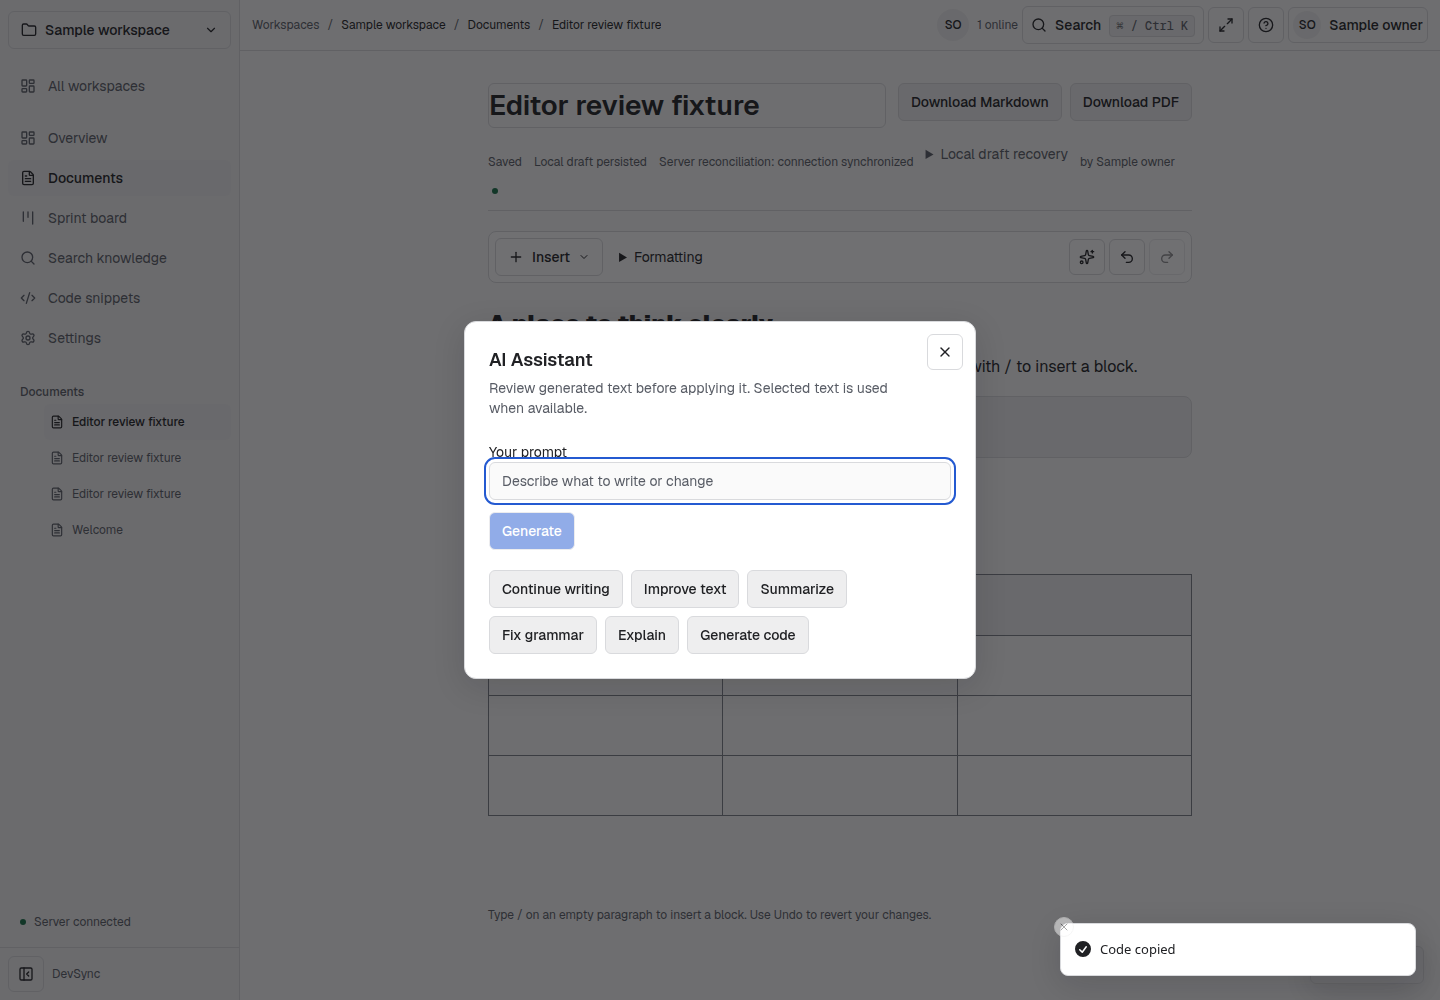 Sample workspace
Workspaces / Sample workspace / Documents / Editor review fixture
SO 1 online Search ⌘ / Ctrl K SO Sample owner
All workspaces
Overview
Documents
Sprint board
Search knowledge
Code snippets
Settings
Documents
Editor review fixture
Editor review fixture
Editor review fixture
Welcome
Server connected
DevSync
Editor review fixture
Download Markdown Download PDF
Saved Local draft persisted Server reconciliation: connection synchronized Local draft recovery by Sample owner
Insert Formatting
A place to think clearly
with / to insert a block.
AI Assistant
Review generated text before applying it. Selected text is used
when available.
Your prompt
Describe what to write or change
Generate
Continue writing Improve text Summarize
Fix grammar Explain Generate code
Type / on an empty paragraph to insert a block. Use Undo to revert your changes.
Code copied